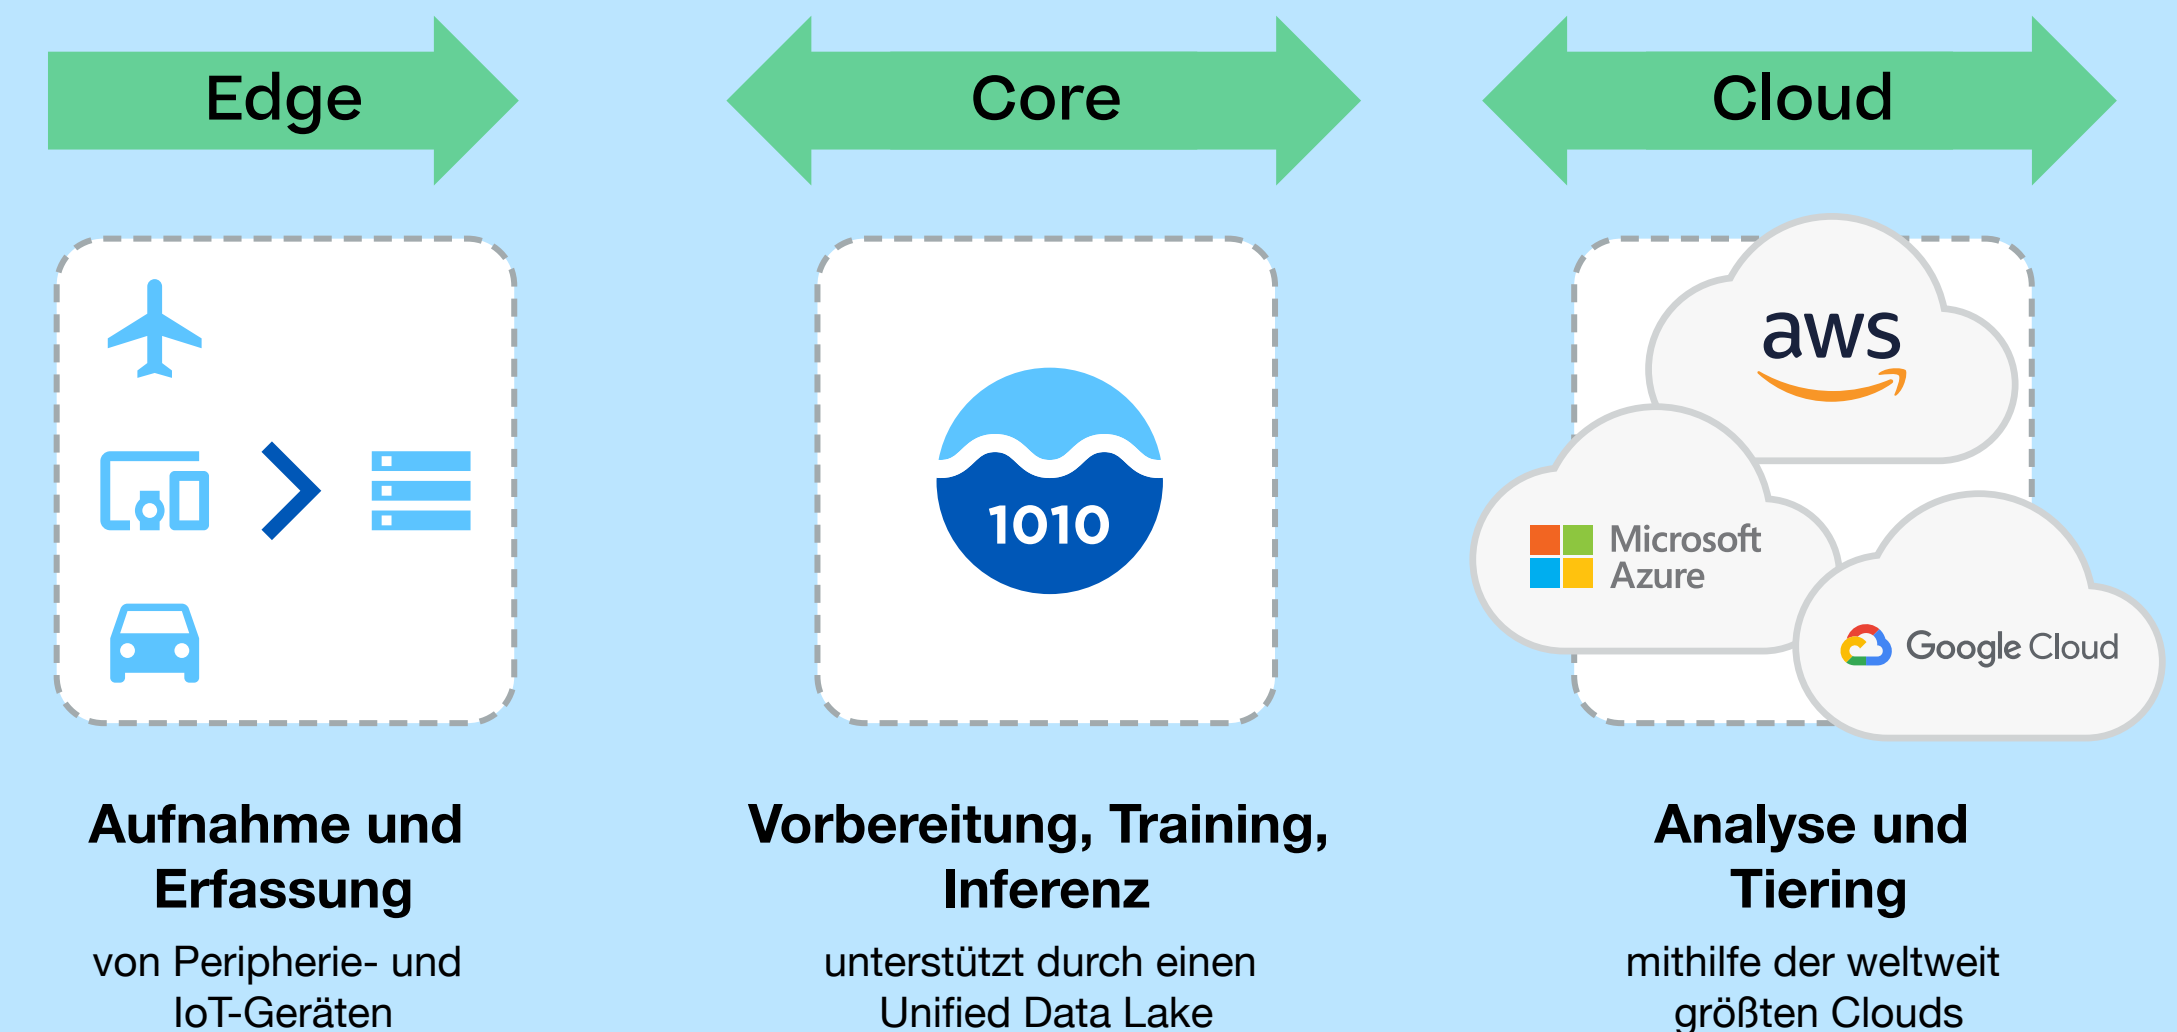 Edge
Core
Cloud
1010
aws
Microsoft
Azure
Google Cloud
Aufnahme und
Erfassung
von Peripherie- und
IoT-Geräten
Vorbereitung, Training,
Inferenz
unterstützt durch einen
Unified Data Lake
Analyse und
Tiering
mithilfe der weltweit
größten Clouds